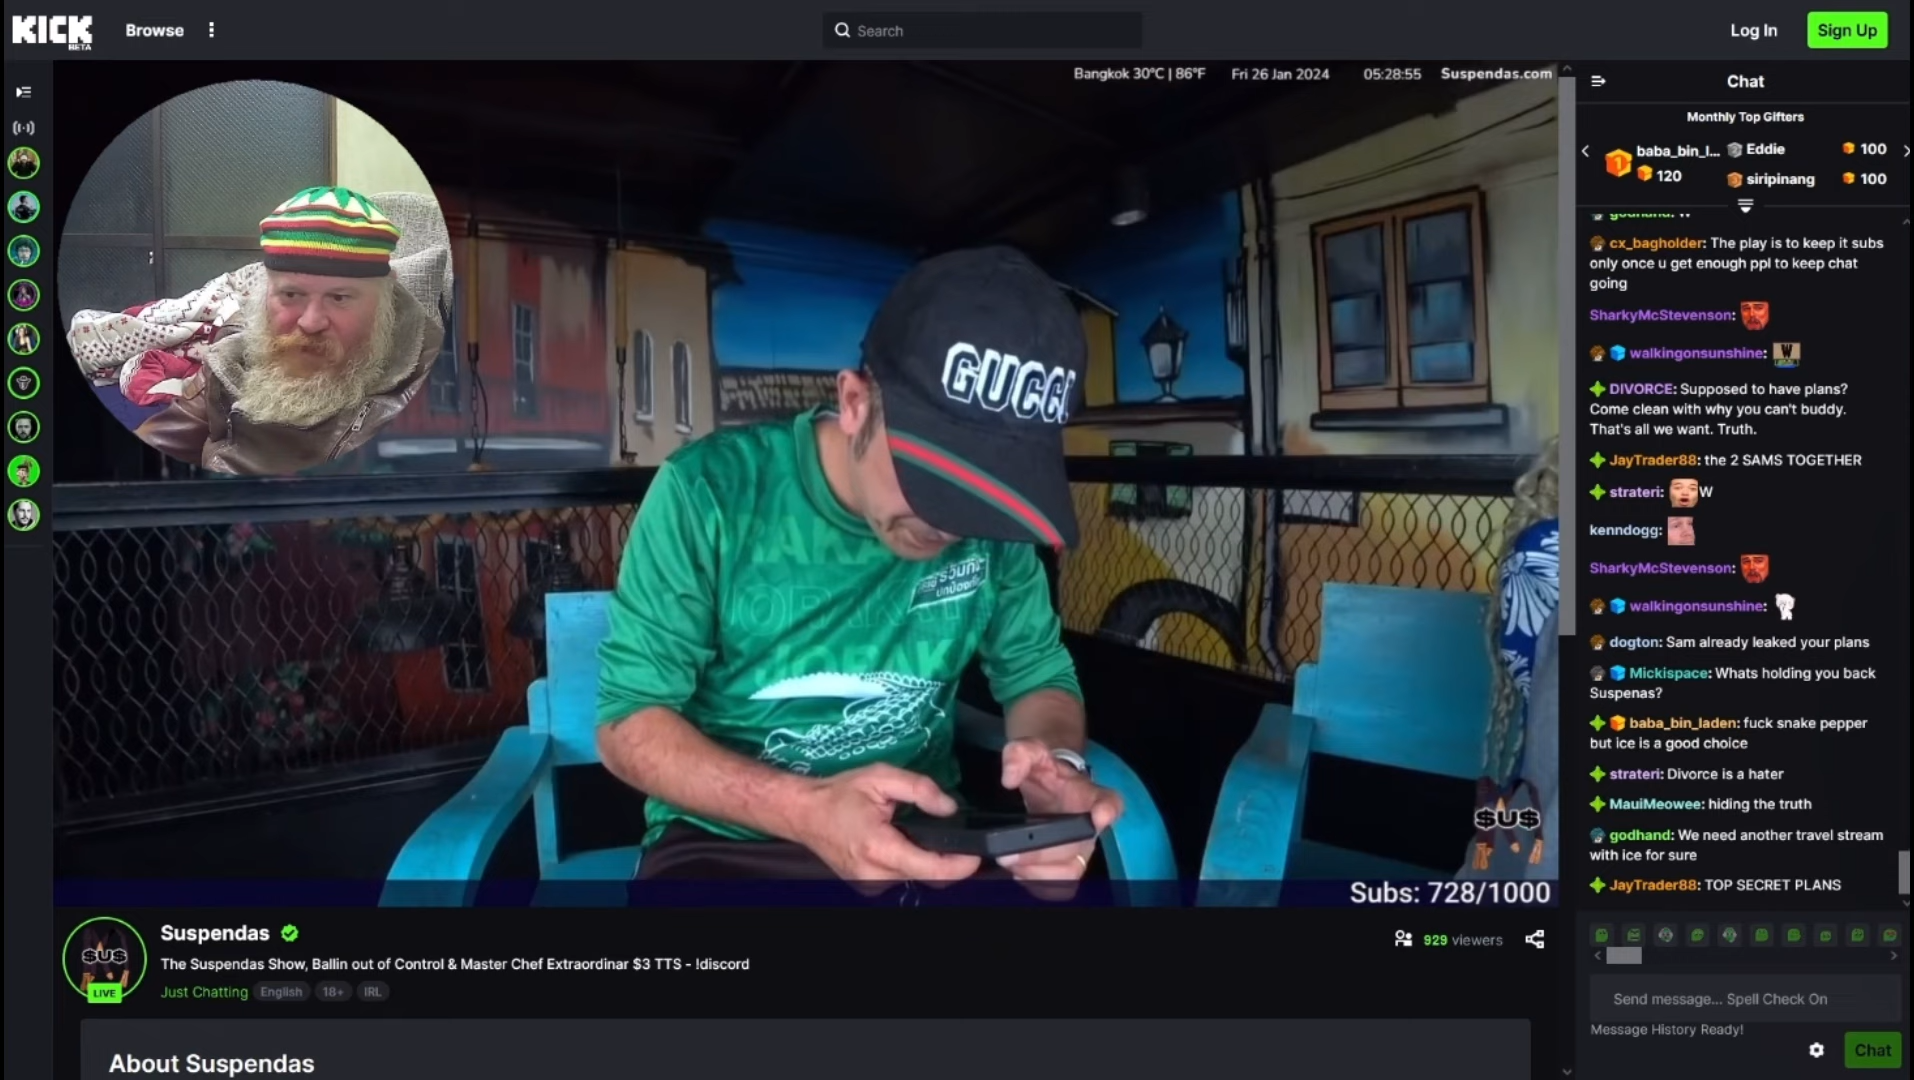 KICK
BETA
Browse
Search
Log In
Sign Up
Bangkok 30°C | 86°F Fri 26 Jan 2024 05:28:55 Suspendas.com
GUCCI
JORAK
$U$
Subs: 728/1000
$U$
LIVE
Suspendas
929 viewers
The Suspendas Show, Ballin out of Control & Master Chef Extraordinar $3 TTS - !discord
Just Chatting English 18+ IRL
About Suspendas
Chat
Monthly Top Gifters
1 baba_bin_l... 120
Eddie 100
siripinang 100
godhand: W
cx_bagholder: The play is to keep it subs
only once u get enough ppl to keep chat
going
SharkyMcStevenson:
walkingonsunshine: W
DIVORCE: Supposed to have plans?
Come clean with why you can't buddy.
That's all we want. Truth.
JayTrader88: the 2 SAMS TOGETHER
strateri: W
kenndogg:
SharkyMcStevenson:
walkingonsunshine:
dogton: Sam already leaked your plans
Mickispace: Whats holding you back
Suspenas?
baba_bin_laden: fuck snake pepper
but ice is a good choice
strateri: Divorce is a hater
MauiMeowee: hiding the truth
godhand: We need another travel stream
with ice for sure
JayTrader88: TOP SECRET PLANS
Send message... Spell Check On
Message History Ready!
Chat